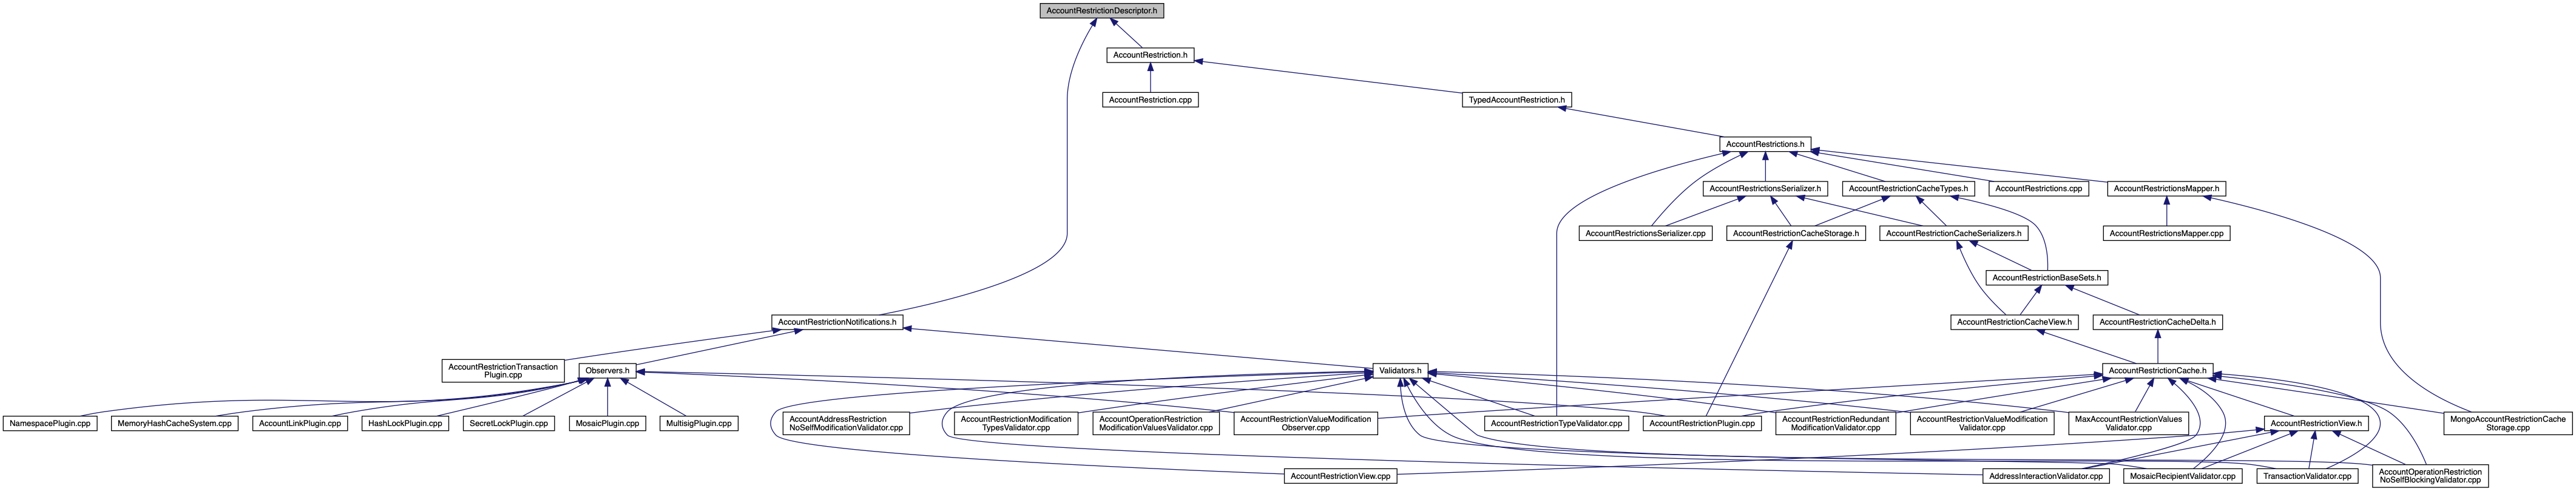 AccountRestrictionDescriptor.h
AccountRestriction.h
AccountRestriction.cpp
TypedAccountRestriction.h
AccountRestrictions.h
AccountRestrictionsSerializer.h
AccountRestrictionCacheTypes.h
AccountRestrictions.cpp
AccountRestrictionsMapper.h
AccountRestrictionsSerializer.cpp
AccountRestrictionCacheStorage.h
AccountRestrictionCacheSerializers.h
AccountRestrictionsMapper.cpp
AccountRestrictionBaseSets.h
AccountRestrictionNotifications.h
AccountRestrictionCacheView.h
AccountRestrictionCacheDelta.h
AccountRestrictionTransaction
Plugin.cpp
Observers.h
Validators.h
AccountRestrictionCache.h
NamespacePlugin.cpp
MemoryHashCacheSystem.cpp
AccountLinkPlugin.cpp
HashLockPlugin.cpp
SecretLockPlugin.cpp
MosaicPlugin.cpp
MultisigPlugin.cpp
AccountAddressRestriction
NoSelfModificationValidator.cpp
AccountRestrictionModification
TypesValidator.cpp
AccountOperationRestriction
ModificationValuesValidator.cpp
AccountRestrictionValueModification
Observer.cpp
AccountRestrictionTypeValidator.cpp
AccountRestrictionPlugin.cpp
AccountRestrictionRedundant
ModificationValidator.cpp
AccountRestrictionValueModification
Validator.cpp
MaxAccountRestrictionValues
Validator.cpp
AccountRestrictionView.h
MongoAccountRestrictionCache
Storage.cpp
AccountRestrictionView.cpp
AddressInteractionValidator.cpp
MosaicRecipientValidator.cpp
TransactionValidator.cpp
AccountOperationRestriction
NoSelfBlockingValidator.cpp